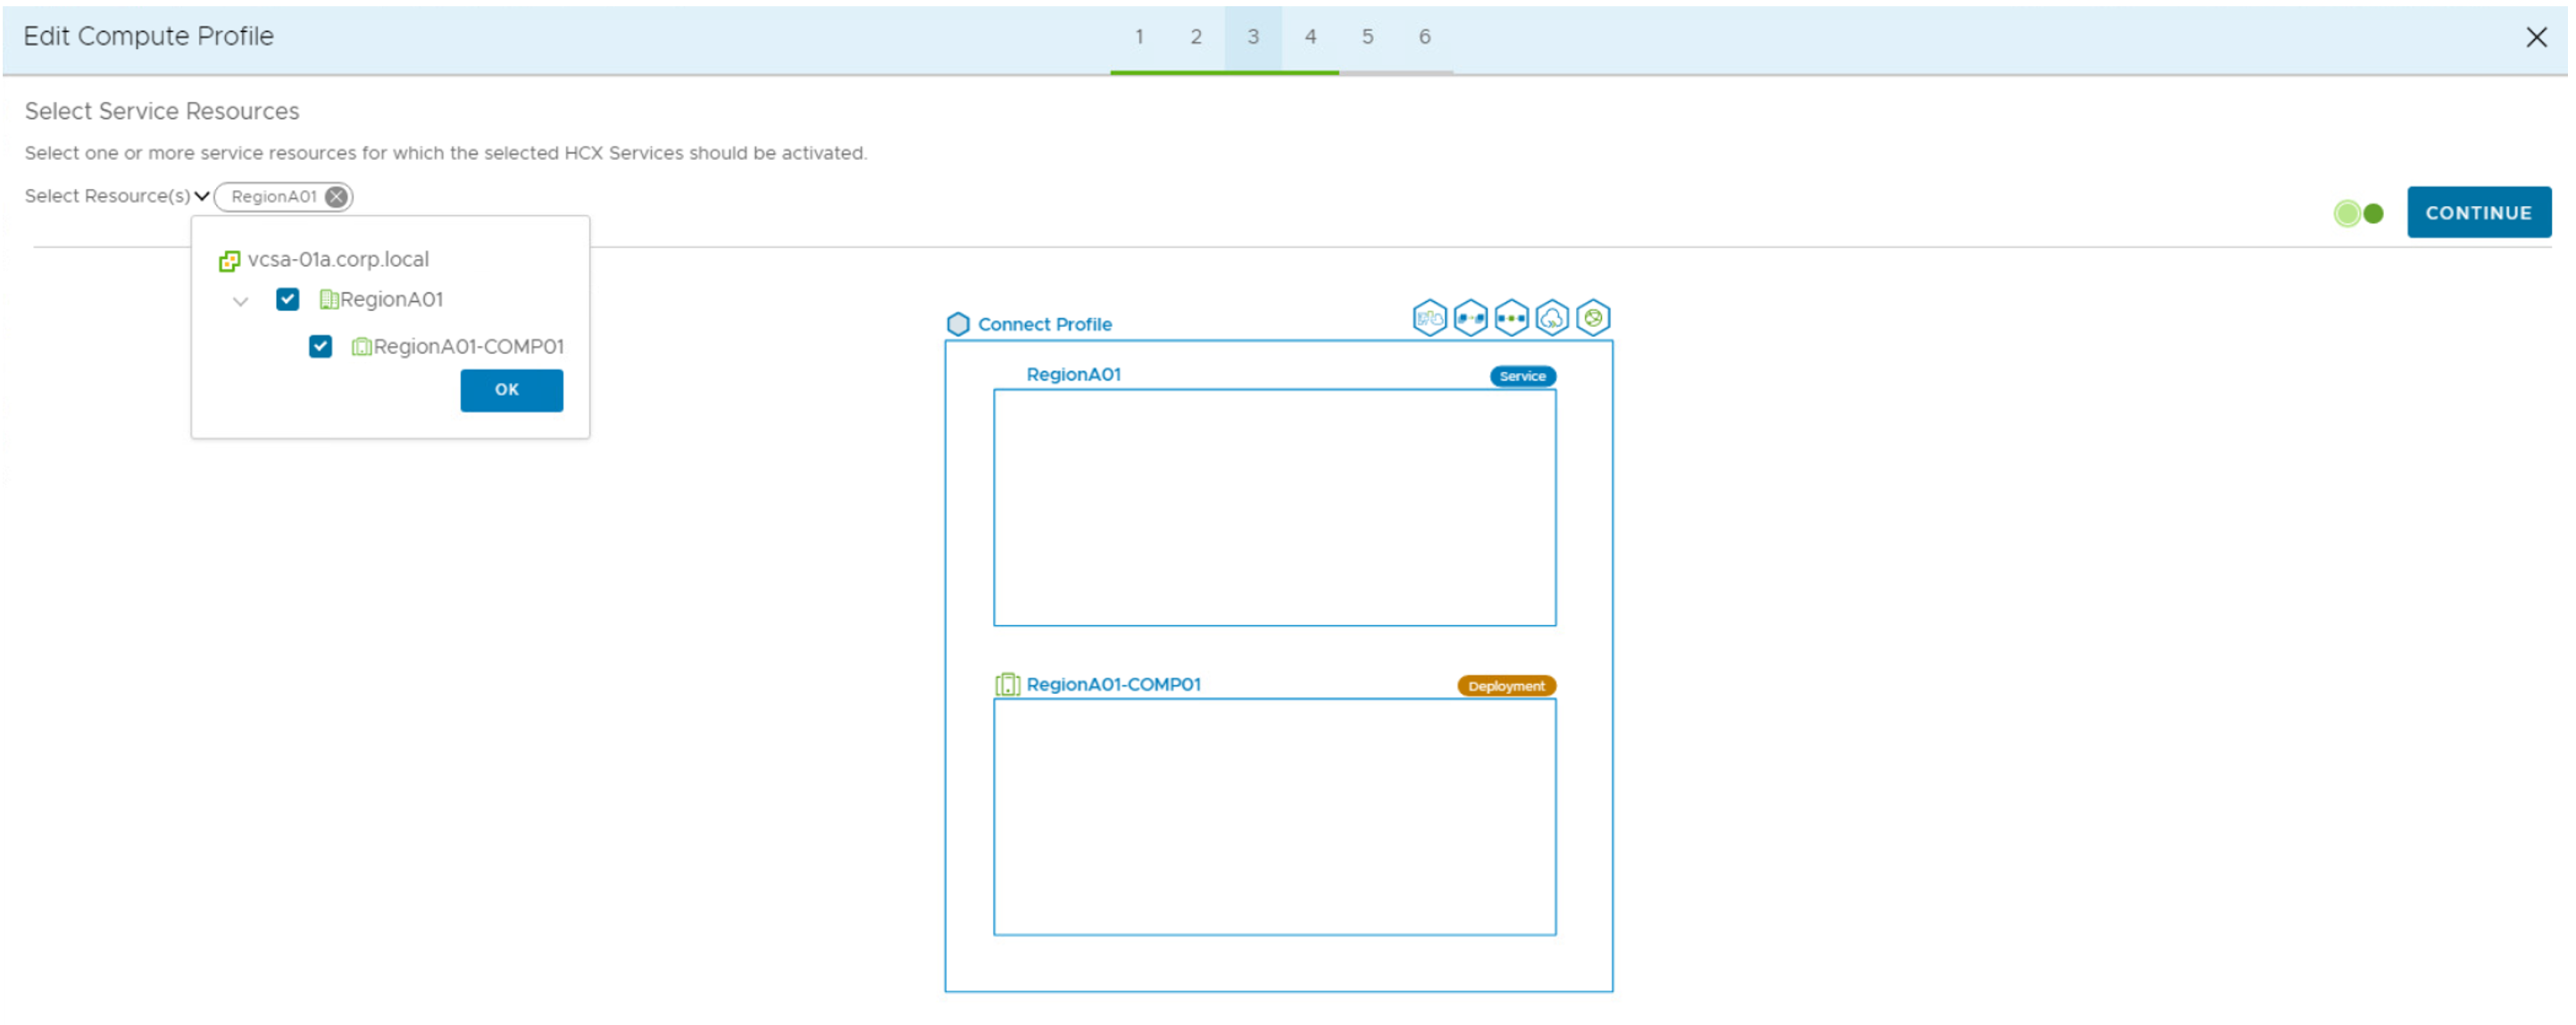 Edit Compute Profile
1 2 3 4 5 6
Select Service Resources
Select one or more service resources for which the selected HCX Services should be activated.
Select Resource(s) RegionA01
CONTINUE
vcsa-01a.corp.local
RegionA01
RegionA01-COMP01
OK
Connect Profile
RegionA01 Service
RegionA01-COMP01 Deployment